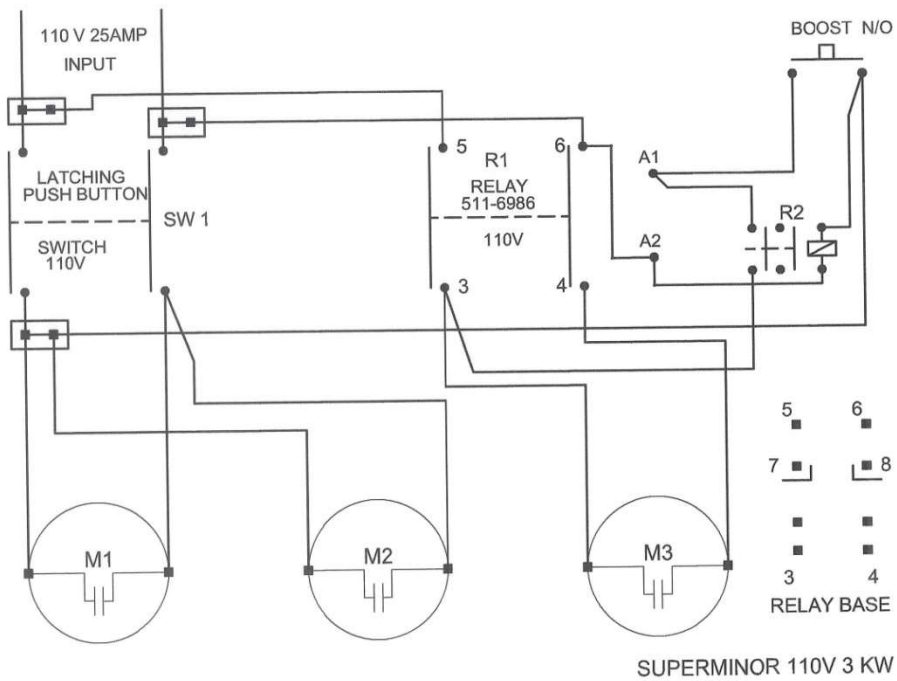 110 V 25AMP
INPUT
BOOST N/O
LATCHING
PUSH BUTTON
SW 1
SWITCH
110V
5
R1
6
RELAY
511-6986
110V
3
4
A1
A2
R2
M1
M2
M3
5
6
7
8
3
4
RELAY BASE
SUPERMINOR 110V 3 KW